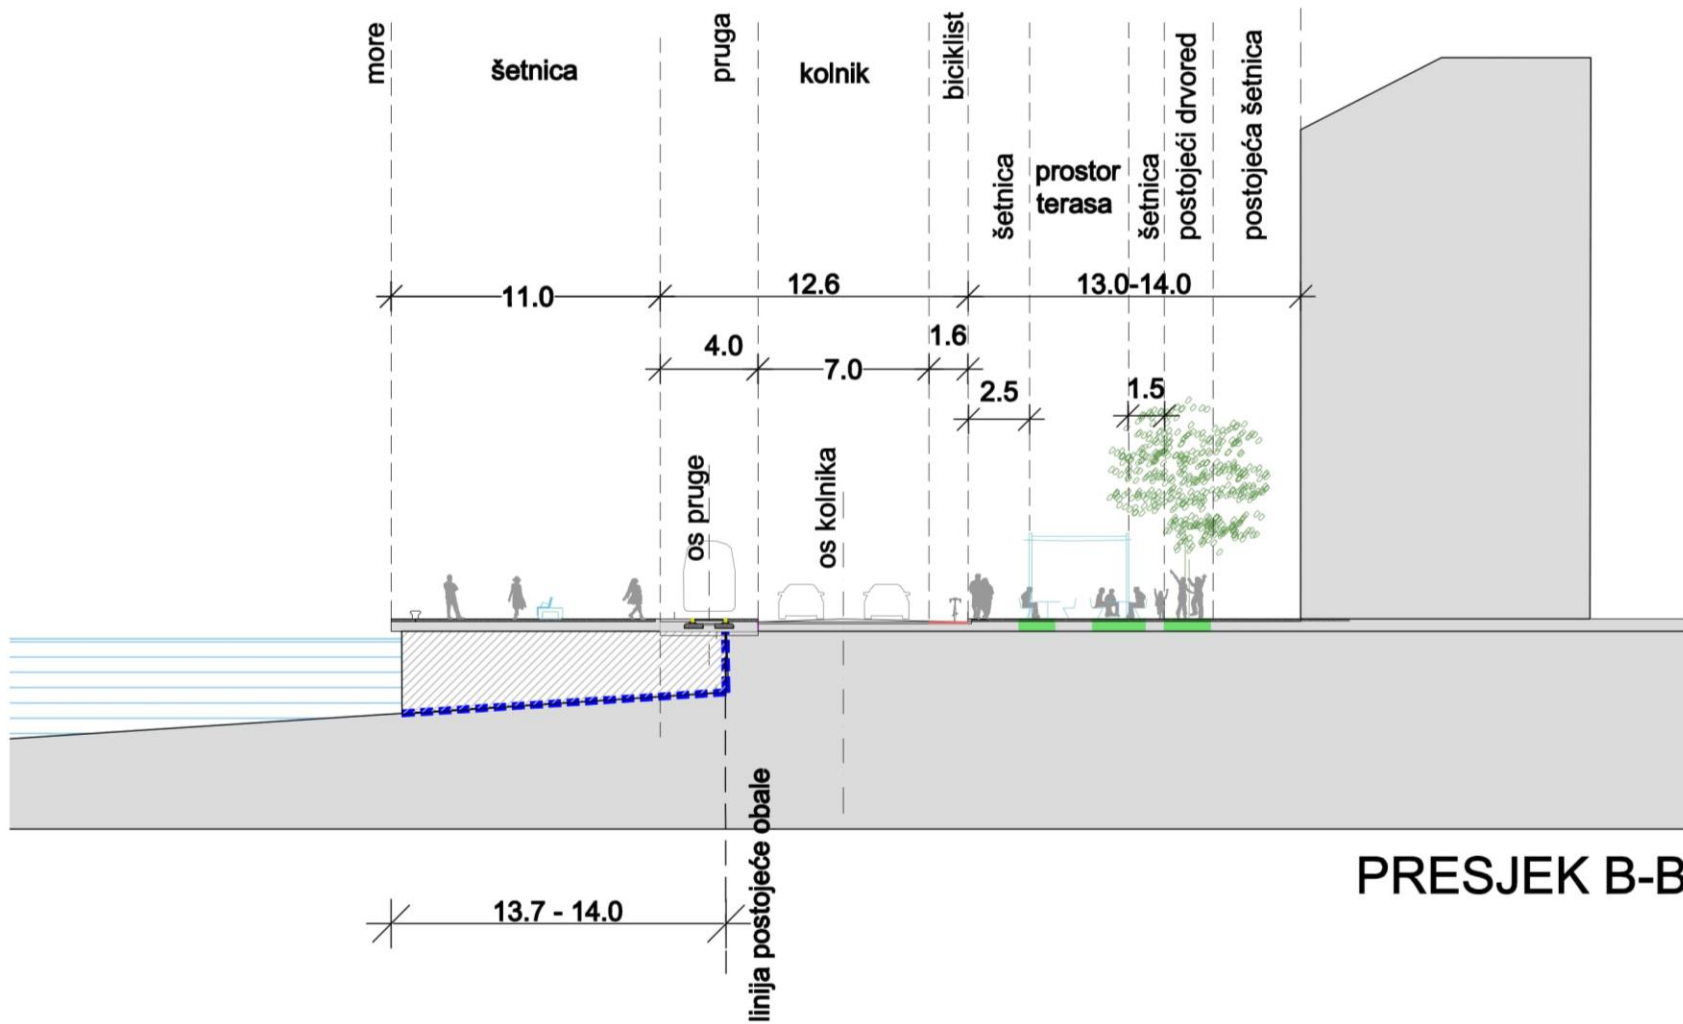 more
šetnica
pruga
kolnik
biciklist
šetnica
prostor
terasa
šetnica
postojeći drvored
postojeća šetnica
11.0
12.6
13.0-14.0
4.0
7.0
1.6
2.5
1.5
os pruge
os kolnika
linija postojeće obale
13.7 - 14.0
PRESJEK B-B